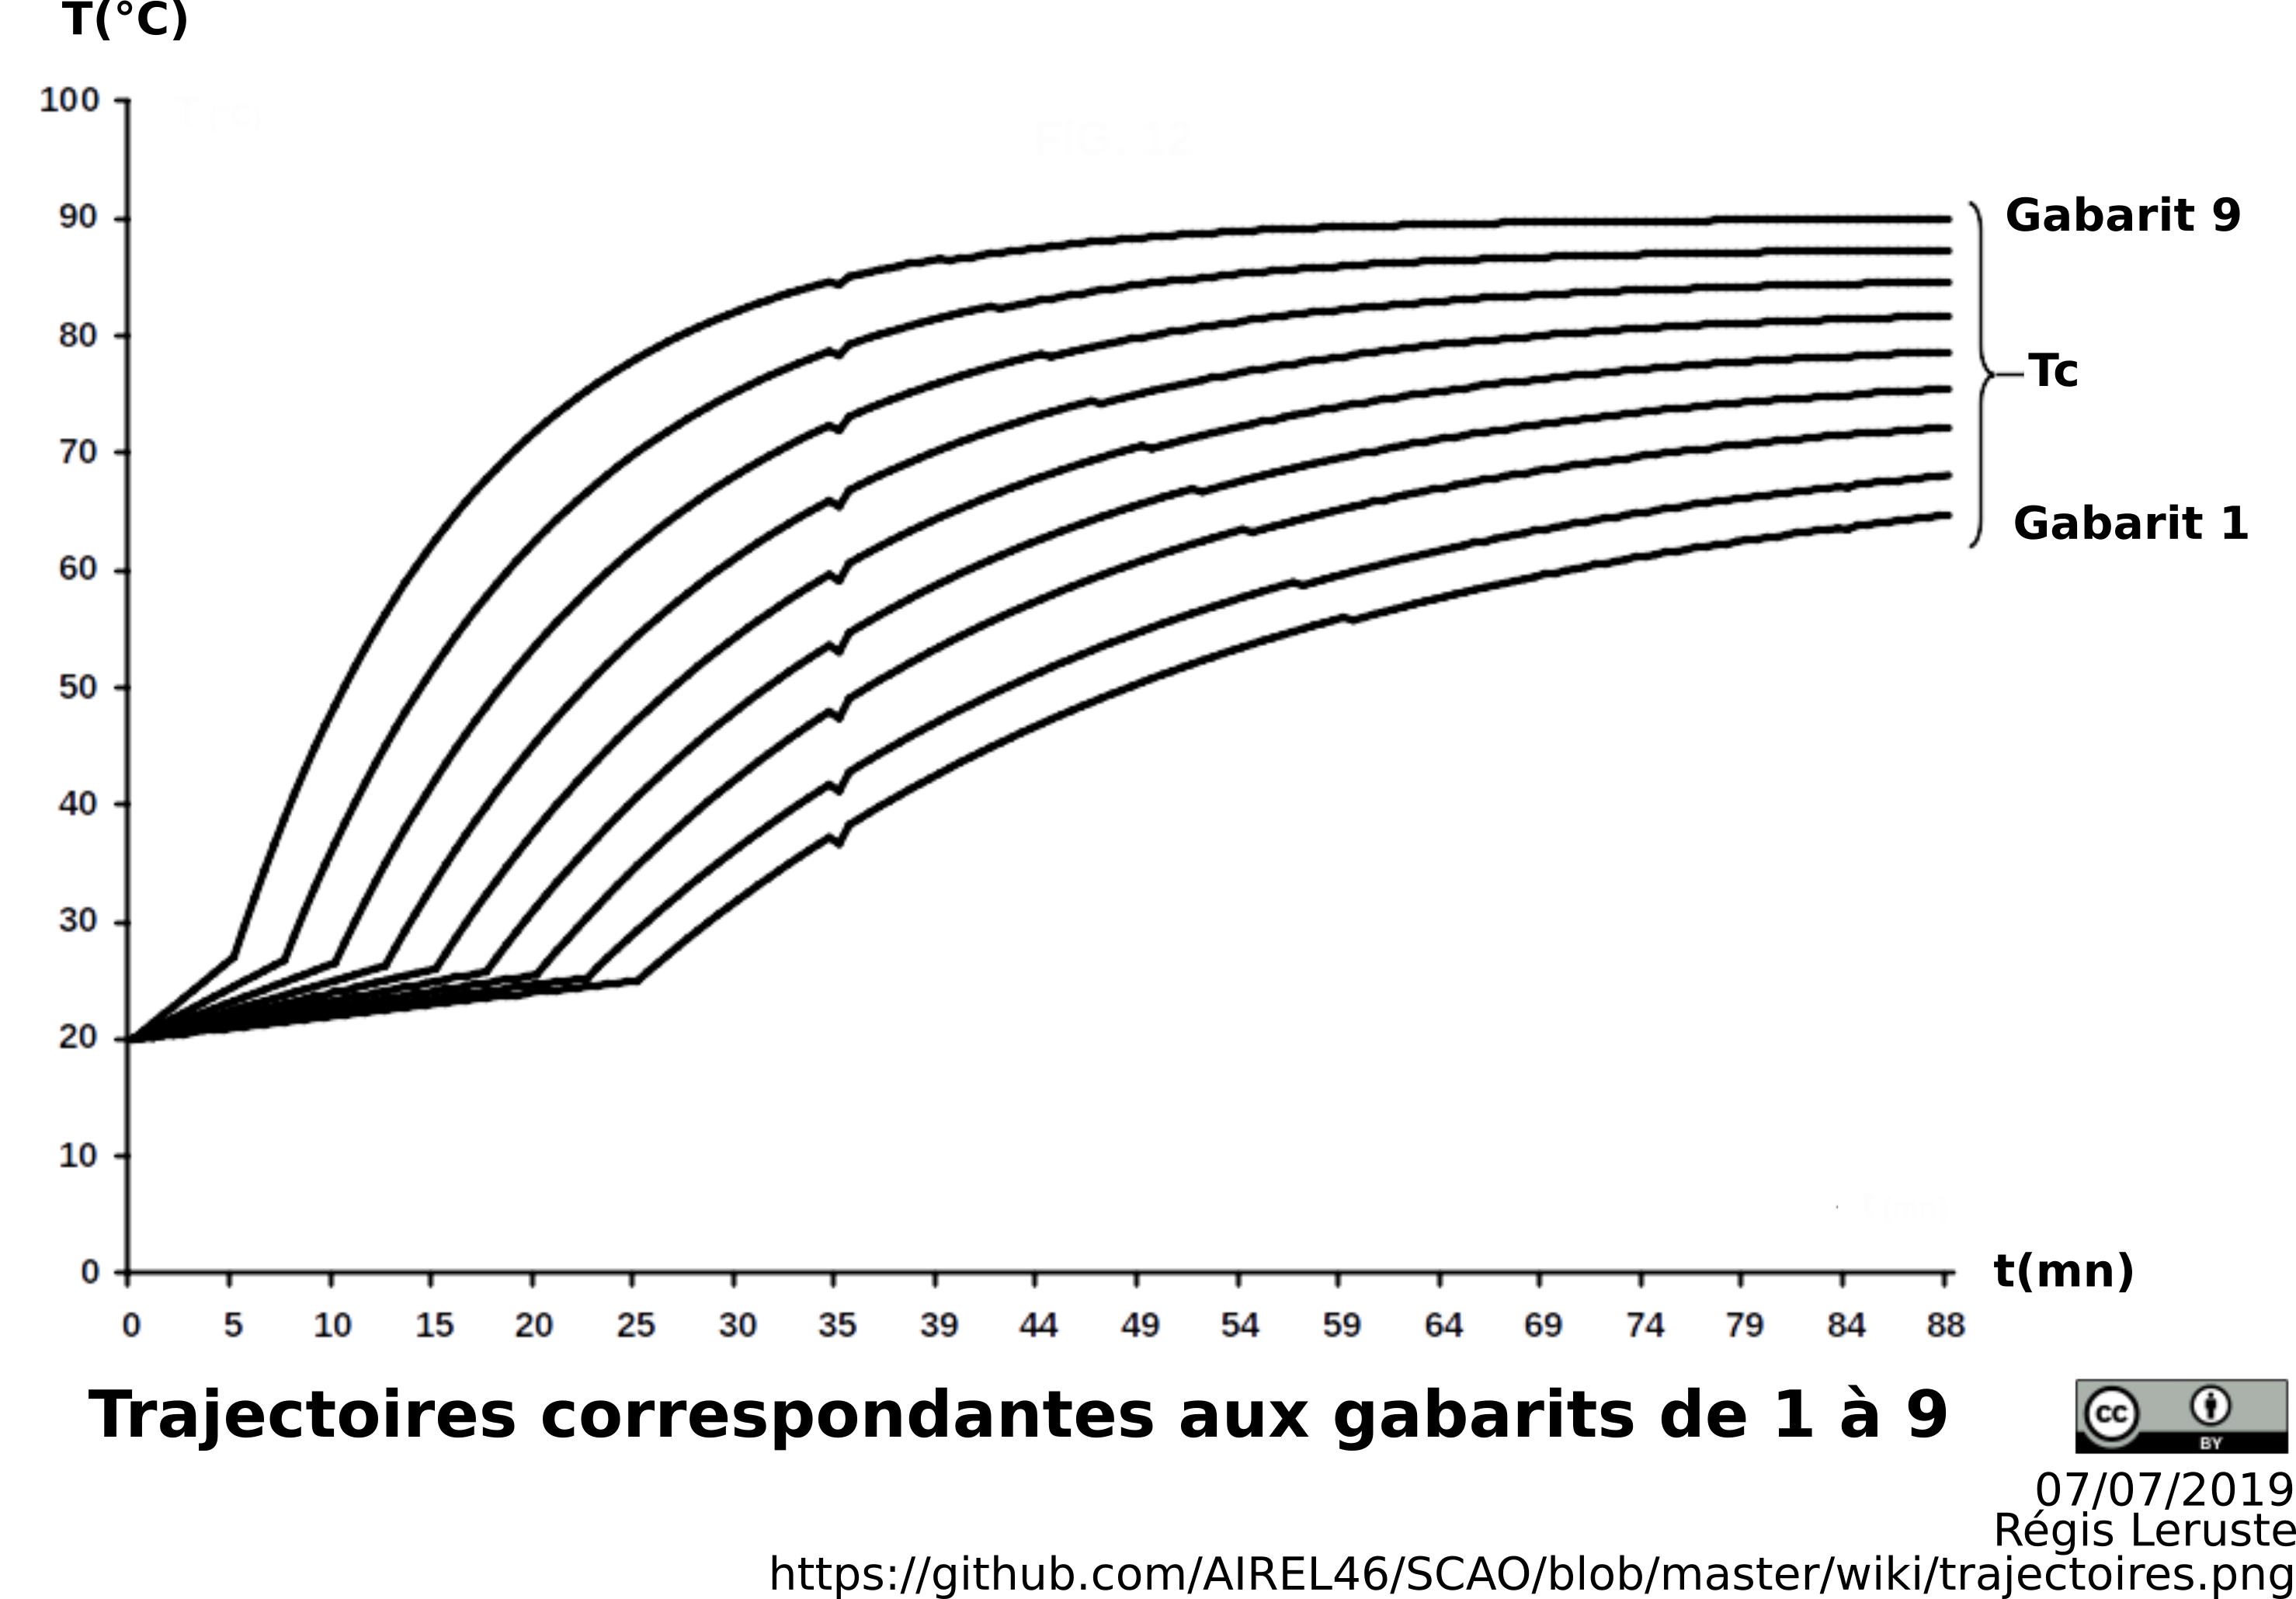 T(°C)
100
90
80
70
60
50
40
30
20
10
0
FIG. 12
Gabarit 9
Tc
Gabarit 1
t(mn)
0 5 10 15 20 25 30 35 39 44 49 54 59 64 69 74 79 84 88
Trajectoires correspondantes aux gabarits de 1 à 9
cc
BY
07/07/2019
Régis Leruste
https://github.com/AIREL46/SCAO/blob/master/wiki/trajectoires.png